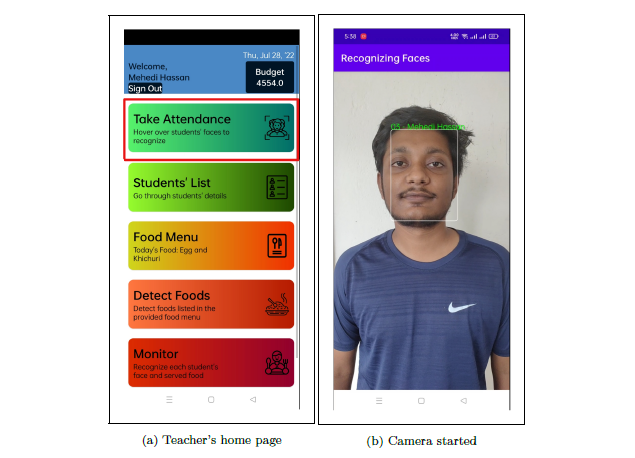 Thu, Jul 28, '22
Welcome,
Mehedi Hassan
Sign Out
Budget
4554.0
Take Attendance
Hover over students' faces to
recognize
Students' List
Go through students' details
Food Menu
Today's Food: Egg and
Khichuri
Detect Foods
Detect foods listed in the
provided food menu
Monitor
Recognize each student's
face and served food
(a) Teacher's home page
5:38
Recognizing Faces
05 - Mehedi Hassan
(b) Camera started